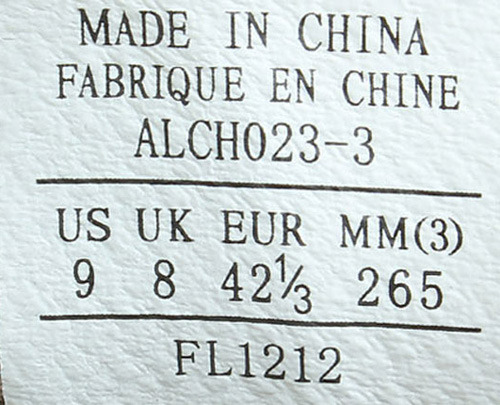 MADE IN CHINA
FABRIQUE EN CHINE
ALCH023-3
US UK EUR MM(3)
9 8 42⅓ 265
FL1212